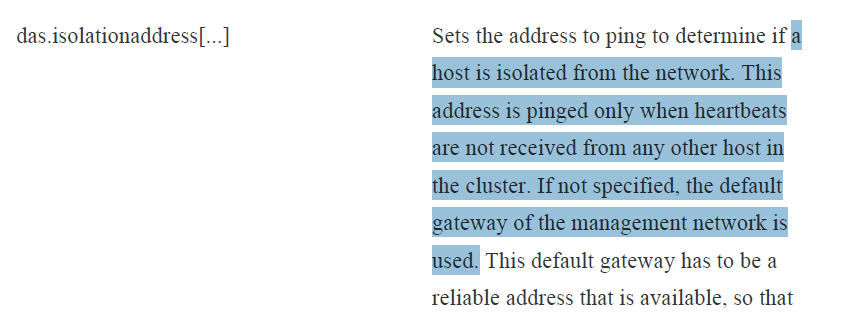 das.isolationaddress[...]
Sets the address to ping to determine if a
host is isolated from the network. This
address is pinged only when heartbeats
are not received from any other host in
the cluster. If not specified, the default
gateway of the management network is
used. This default gateway has to be a
reliable address that is available, so that